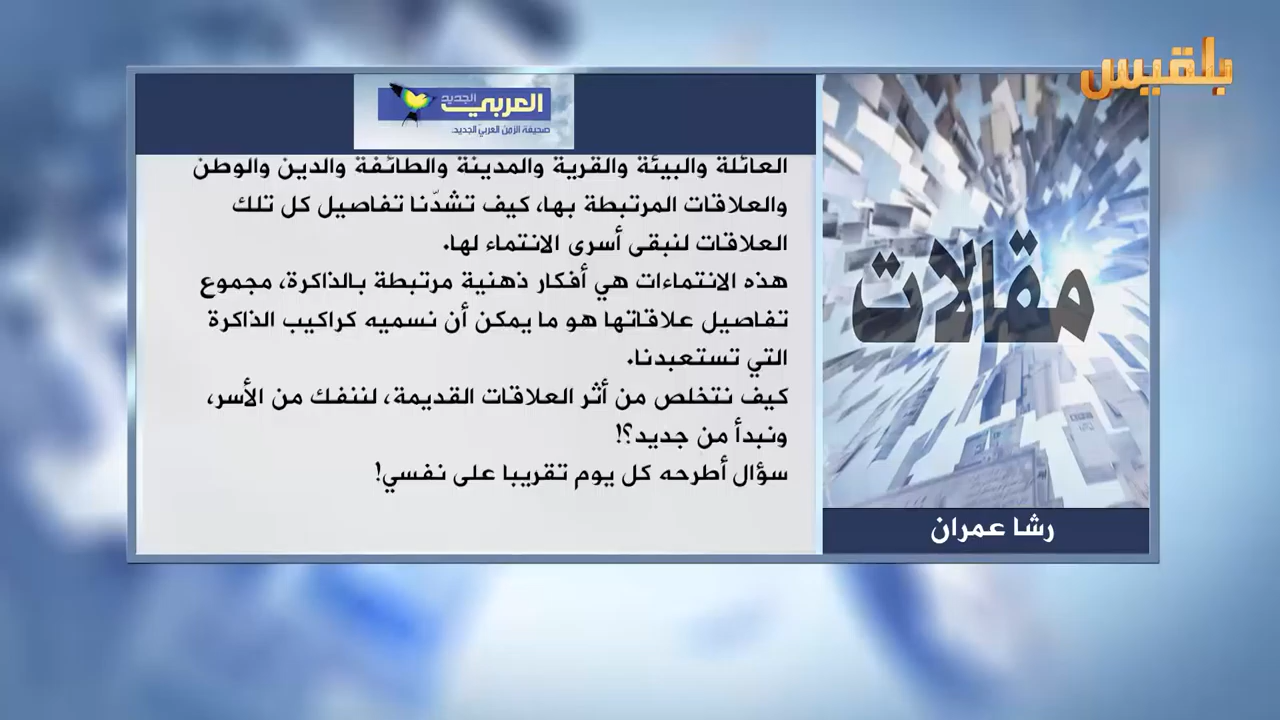 بلقيس
العربي الجديد
صحيفة الزمن العربي الجديد.
العائلة والبيئة والقرية والمدينة والطائفة والدين والوطن
والعلاقات المرتبطة بها، كيف تشدّنا تفاصيل كل تلك
العلاقات لنبقى أسرى الانتماء لها.
هذه الانتماءات هي أفكار ذهنية مرتبطة بالذاكرة، مجموع
تفاصيل علاقاتها هو ما يمكن أن نسميه كراكيب الذاكرة
التي تستعبدنا.
كيف نتخلص من أثر العلاقات القديمة، لننفك من الأسر،
ونبدأ من جديد؟!
سؤال أطرحه كل يوم تقريبا على نفسي!
مقالات
رشا عمران